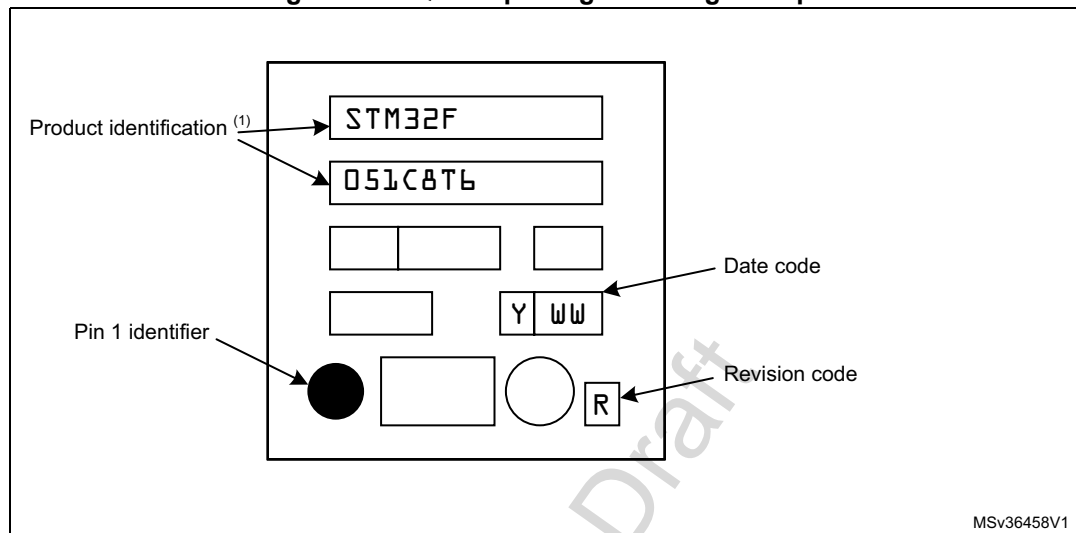 Product identification (1)
STM32F
051C8T6
Date code
Y WW
Pin 1 identifier
Revision code
R
Draft
MSv36458V1